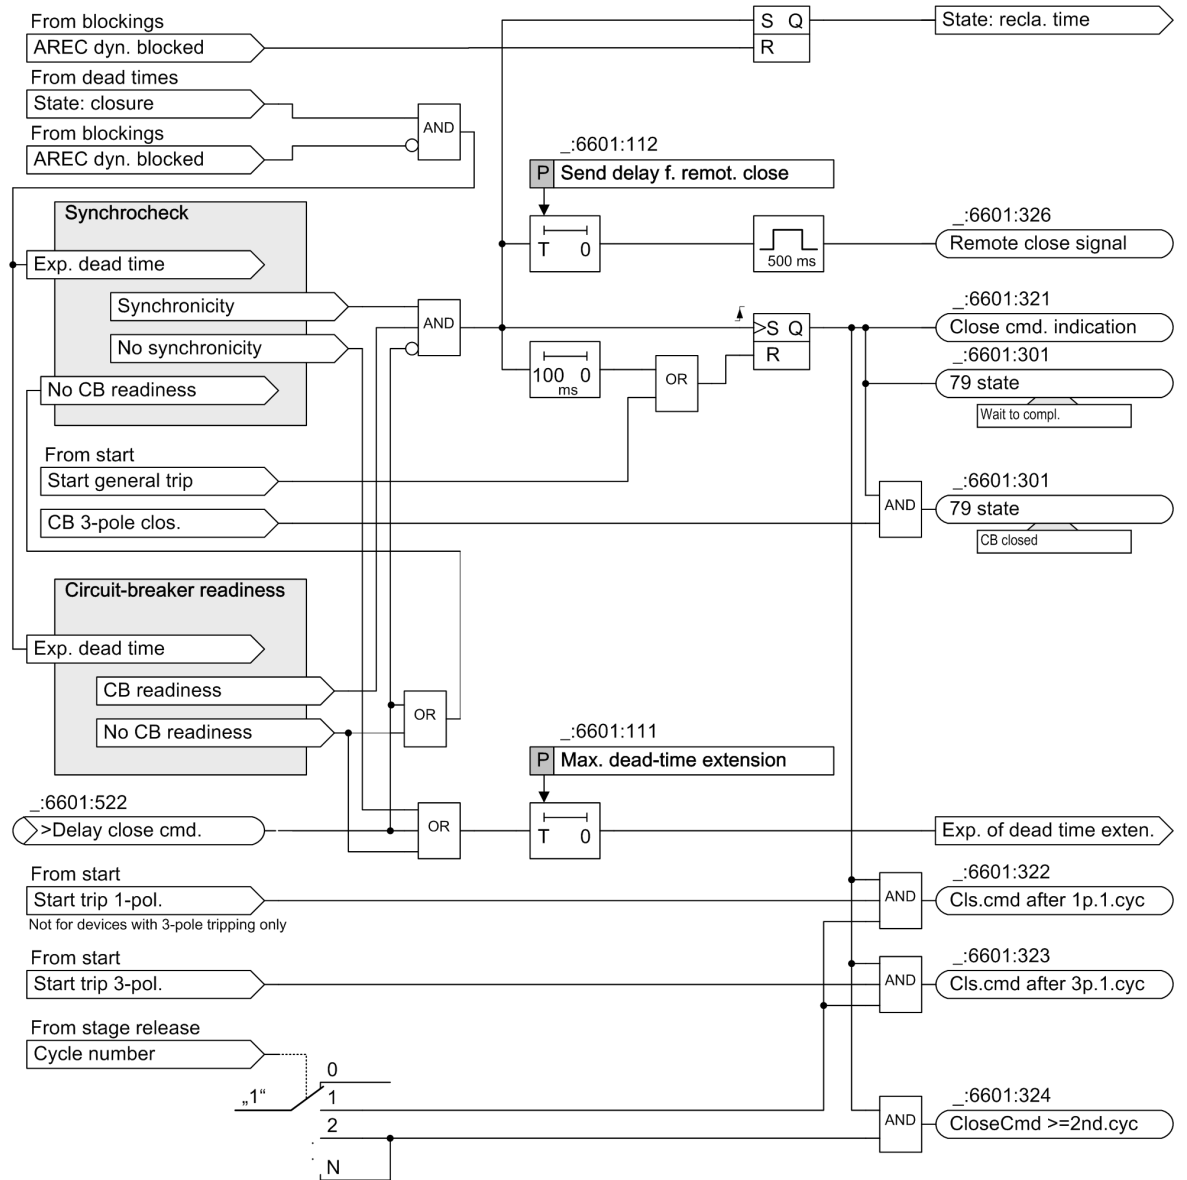 From blockings
AREC dyn. blocked
S Q
R
State: recla. time
From dead times
State: closure
From blockings
AREC dyn. blocked
AND
_:6601:112
P Send delay f. remot. close
Synchrocheck
T 0
500 ms
_:6601:326
Remote close signal
Exp. dead time
Synchronicity
AND
_:6601:321
>S Q
R
Close cmd. indication
No synchronicity
100 0
ms
OR
_:6601:301
79 state
Wait to compl.
No CB readiness
From start
Start general trip
_:6601:301
AND
79 state
CB closed
CB 3-pole clos.
Circuit-breaker readiness
Exp. dead time
CB readiness
No CB readiness
OR
_:6601:111
P Max. dead-time extension
_:6601:522
>Delay close cmd.
OR
T 0
Exp. of dead time exten.
From start
Start trip 1-pol.
Not for devices with 3-pole tripping only
AND
_:6601:322
Cls.cmd after 1p.1.cyc
From start
Start trip 3-pol.
AND
_:6601:323
Cls.cmd after 3p.1.cyc
From stage release
Cycle number
„1“
0
1
2
N
AND
_:6601:324
CloseCmd >=2nd.cyc